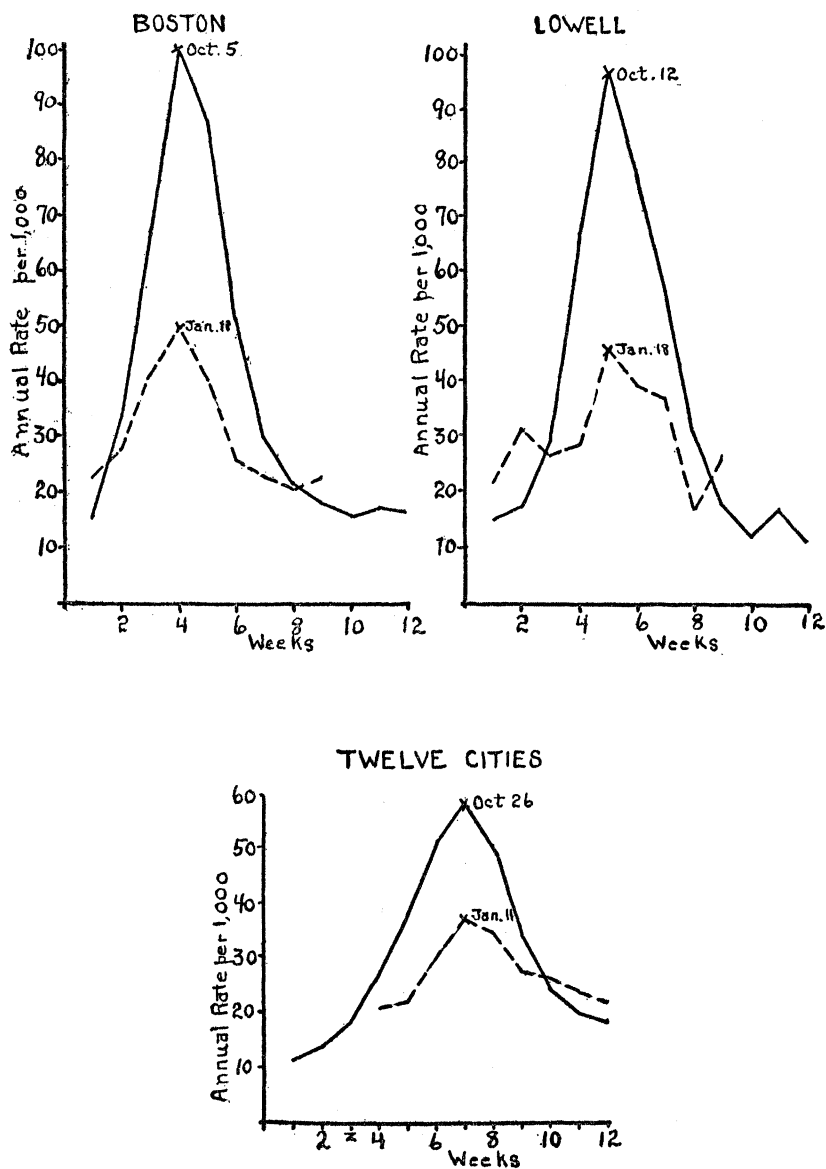 BOSTON
100
Oct. 5
90
80
70
60
50
Jan. 18
40
30
20
10
Annual Rate per 1,000
2 4 6 8 10 12
Weeks
LOWELL
100
Oct. 12
90
80
70
60
50
Jan. 18
40
30
20
10
Annual Rate per 1,000
2 4 6 8 10 12
Weeks
TWELVE CITIES
60
Oct 26
50
40
Jan. 11
30
20
10
Annual Rate per 1,000
2 4 6 8 10 12
Weeks